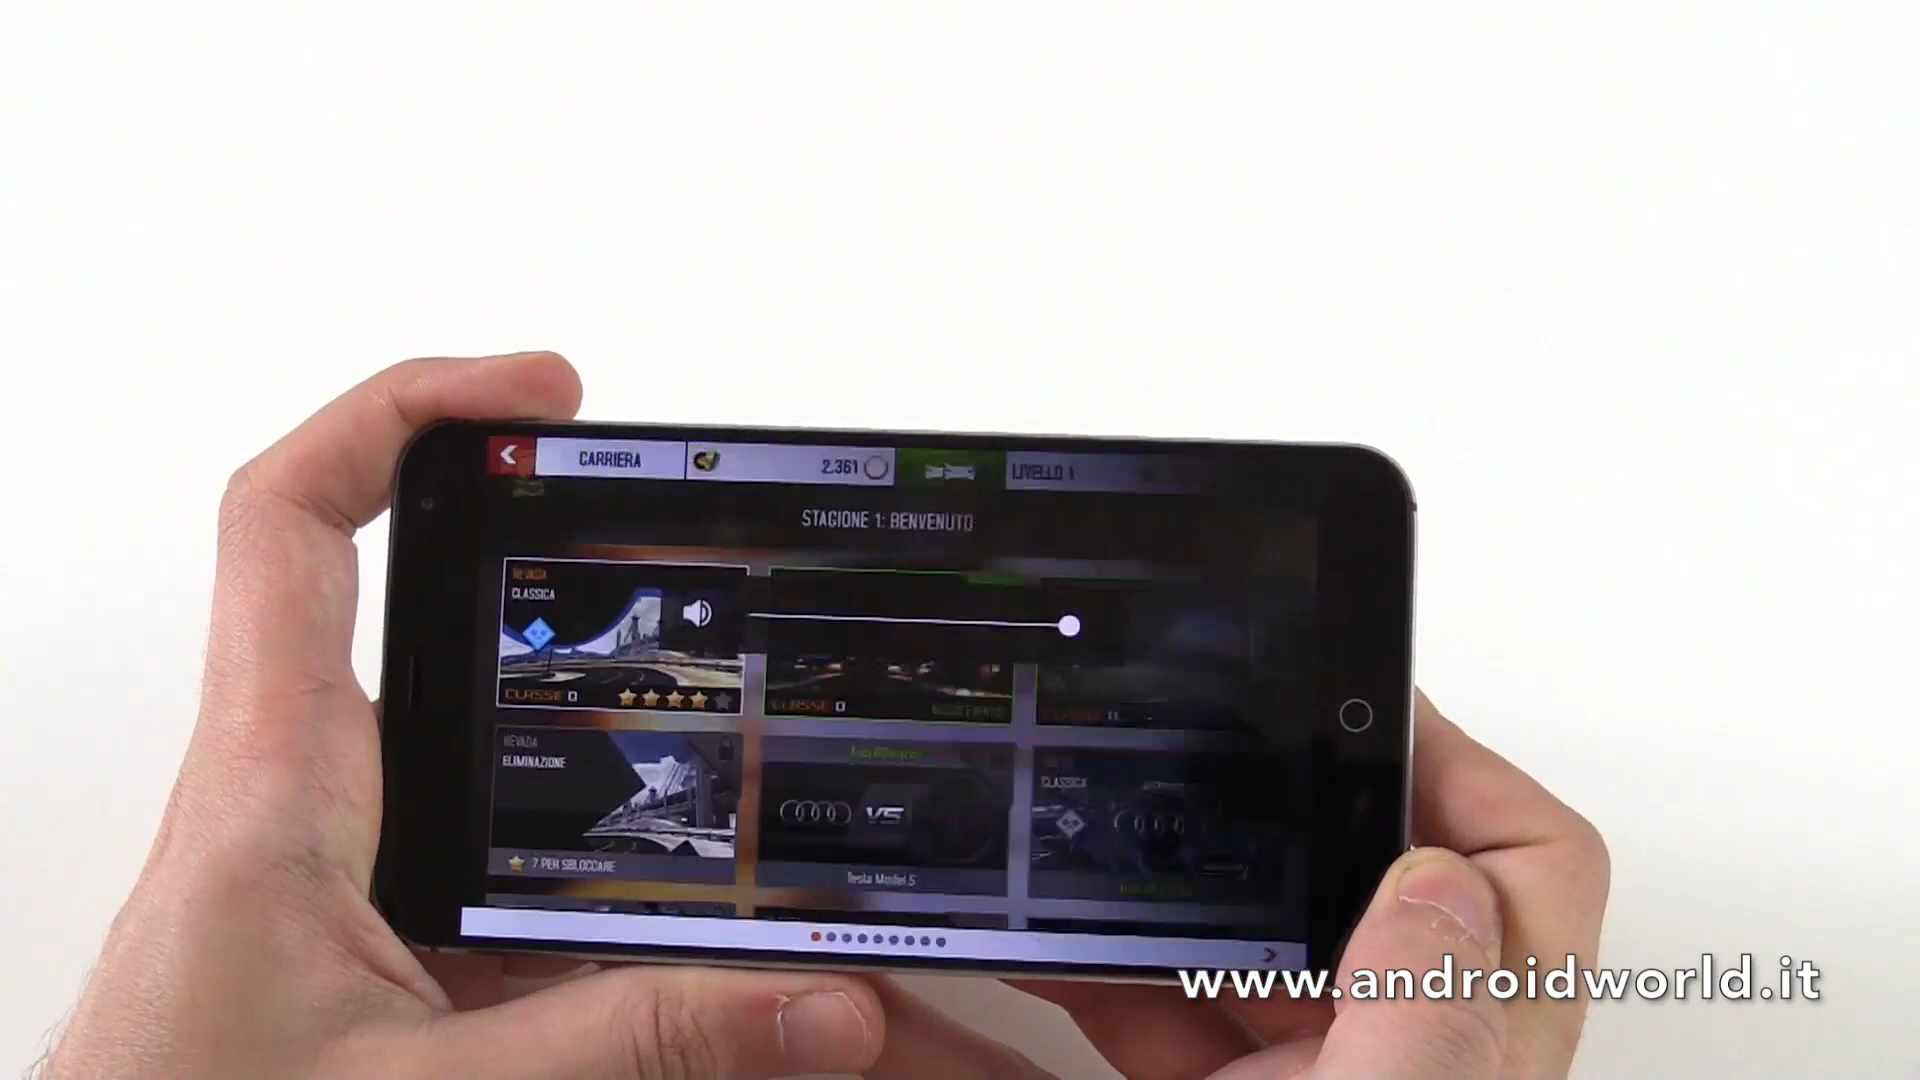 CARRIERA
2.361
LIVELLO 1
STAGIONE 1: BENVENUTO
NEVADA
CLASSICA
CLASSE D
CLASSE D
NEVADA
ELIMINAZIONE
7 PER SBLOCCARE
VS
Tesla Model S
CLASSICA
www.androidworld.it